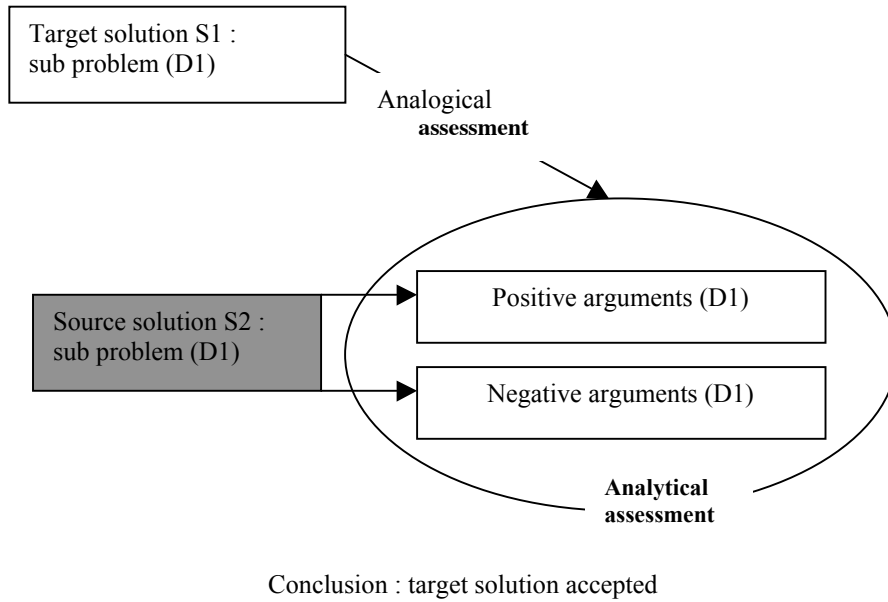 Target solution S1 :
sub problem (D1)
Analogical
assessment
Positive arguments (D1)
Source solution S2 :
sub problem (D1)
Negative arguments (D1)
Analytical
assessment
Conclusion : target solution accepted